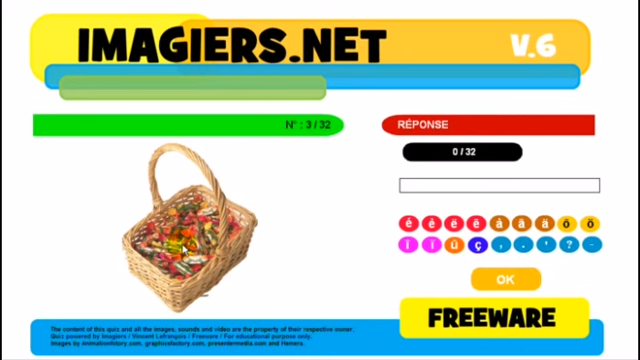 IMAGIERS.NET
V.6
N° : 3 / 32
RÉPONSE
0 / 32
é è ë ê à â ä ô ö
î ï û ç , . ' ? -
OK
FREEWARE
The content of this quiz and all the images, sounds and video are the property of their respective owner.
Quiz powered by Imagiers / Vincent Lefrançois / Freeware / For educational purpose only.
Images by Animationfatory.com, graphicsfactory.com, presentermedia.com and Hemera.